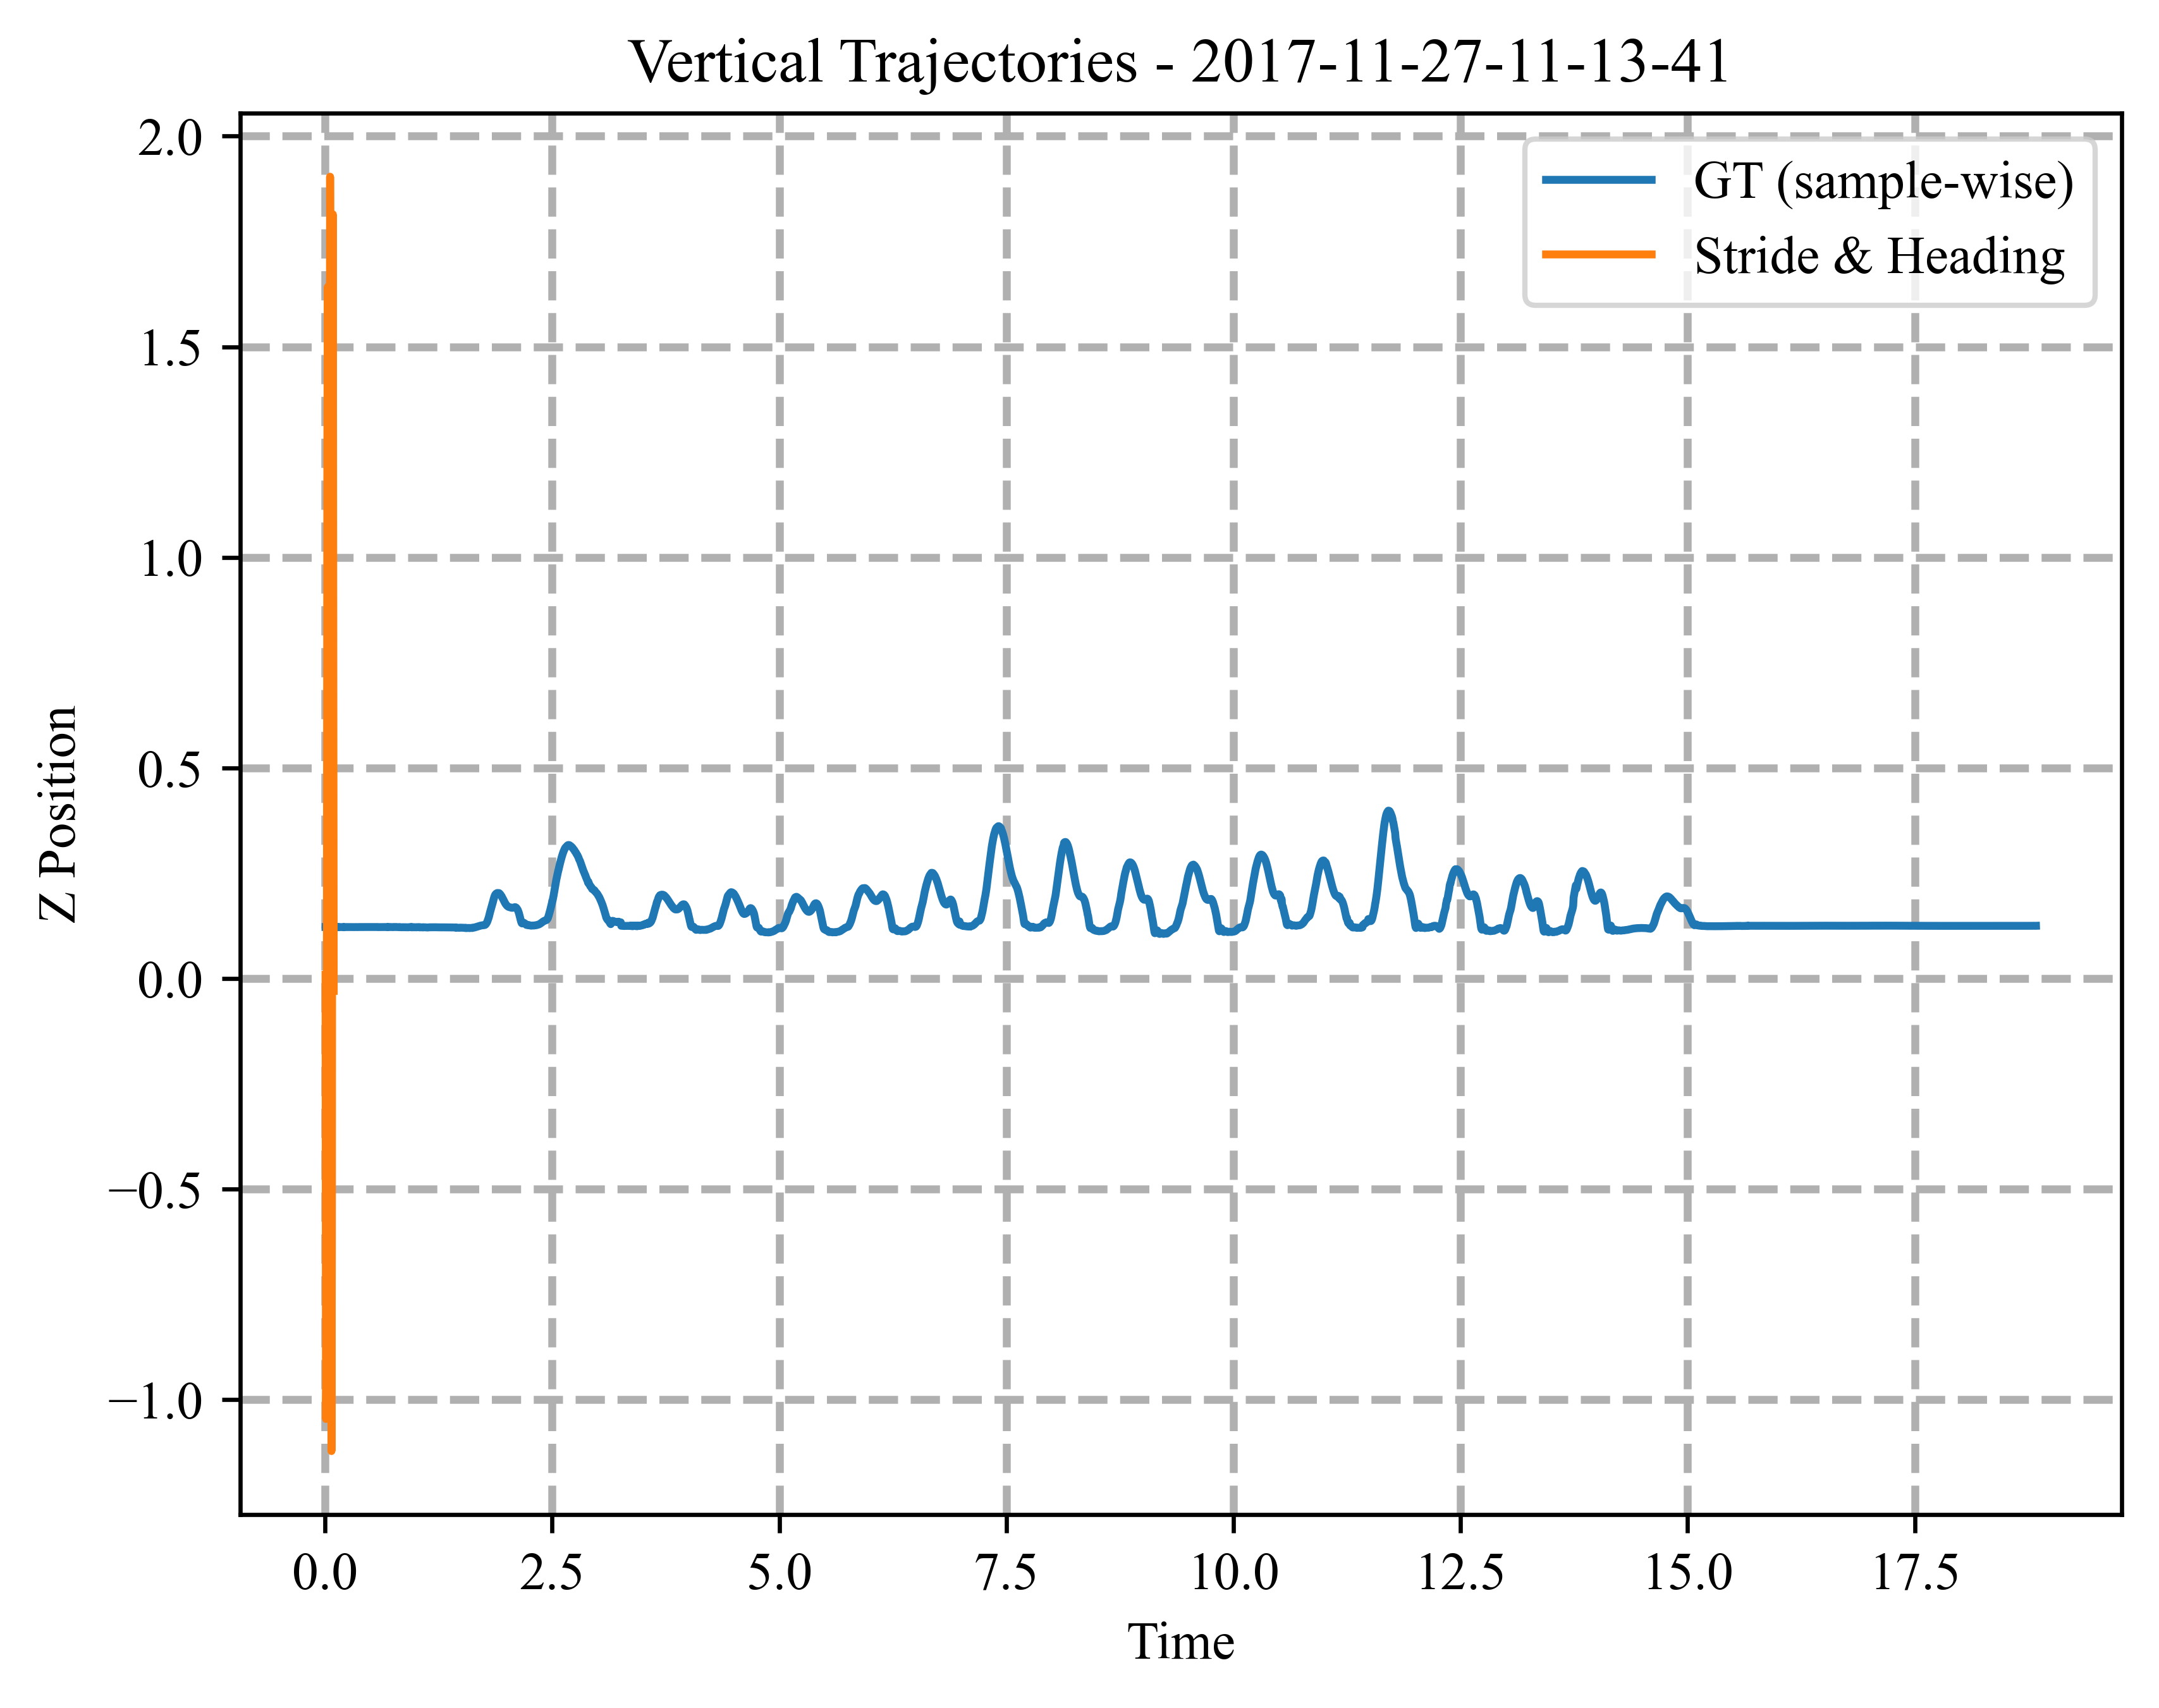 Vertical Trajectories - 2017-11-27-11-13-41
GT (sample-wise)
Stride & Heading
Z Position
2.0
1.5
1.0
0.5
0.0
−0.5
−1.0
0.0 2.5 5.0 7.5 10.0 12.5 15.0 17.5
Time